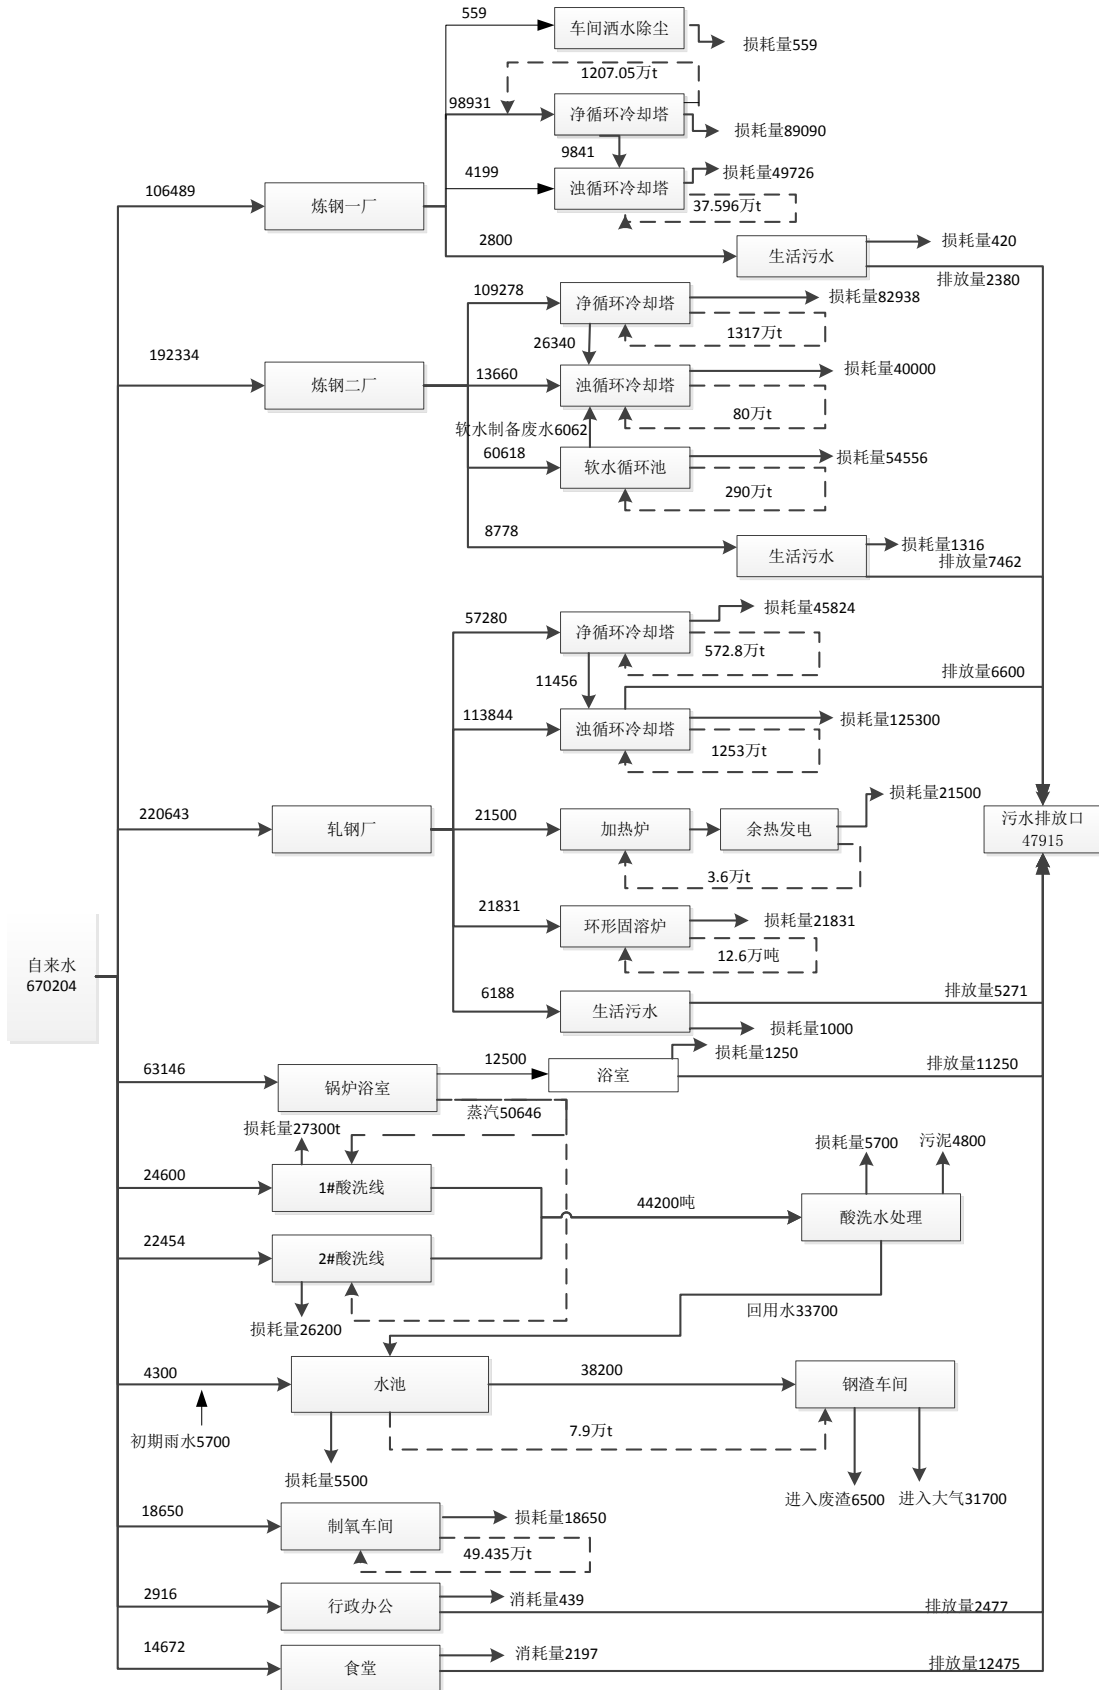 559
车间洒水除尘
损耗量559
1207.05万t
98931
净循环冷却塔
损耗量89090
9841
4199
浊循环冷却塔
损耗量49726
37.596万t
106489
炼钢一厂
2800
生活污水
损耗量420
排放量2380
109278
净循环冷却塔
损耗量82938
1317万t
26340
192334
炼钢二厂
13660
浊循环冷却塔
损耗量40000
80万t
软水制备废水6062
60618
软水循环池
损耗量54556
290万t
8778
生活污水
损耗量1316
排放量7462
57280
净循环冷却塔
损耗量45824
572.8万t
11456
排放量6600
113844
浊循环冷却塔
损耗量125300
1253万t
220643
轧钢厂
21500
加热炉
余热发电
损耗量21500
3.6万t
污水排放口
47915
21831
环形固溶炉
损耗量21831
12.6万吨
自来水
670204
6188
生活污水
排放量5271
损耗量1000
63146
锅炉浴室
12500
浴室
损耗量1250
排放量11250
蒸汽50646
损耗量27300t
24600
1#酸洗线
44200吨
损耗量5700
污泥4800
酸洗水处理
22454
2#酸洗线
损耗量26200
回用水33700
4300
水池
38200
钢渣车间
初期雨水5700
7.9万t
损耗量5500
进入废渣6500
进入大气31700
18650
制氧车间
损耗量18650
49.435万t
2916
行政办公
消耗量439
排放量2477
14672
食堂
消耗量2197
排放量12475